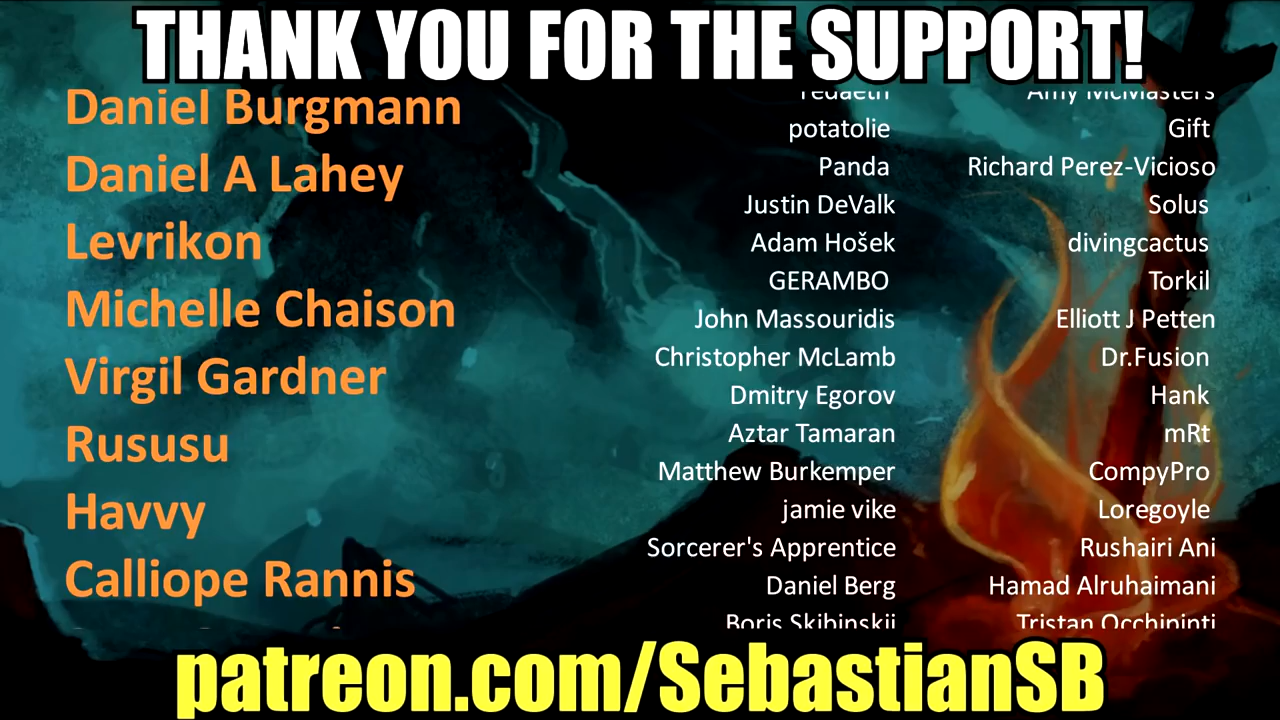 THANK YOU FOR THE SUPPORT!
Daniel Burgmann
Daniel A Lahey
Levrikon
Michelle Chaison
Virgil Gardner
Rususu
Havvy
Calliope Rannis
potatolie
Panda
Justin DeValk
Adam Hošek
GERAMBO
John Massouridis
Christopher McLamb
Dmitry Egorov
Aztar Tamaran
Matthew Burkemper
jamie vike
Sorcerer's Apprentice
Daniel Berg
Boris Skibinskii
Amy McMasters
Gift
Richard Perez-Vicioso
Solus
divingcactus
Torkil
Elliott J Petten
Dr.Fusion
Hank
mRt
CompyPro
Loregoyle
Rushairi Ani
Hamad Alruhaimani
Tristan Occhipinti
patreon.com/SebastianSB